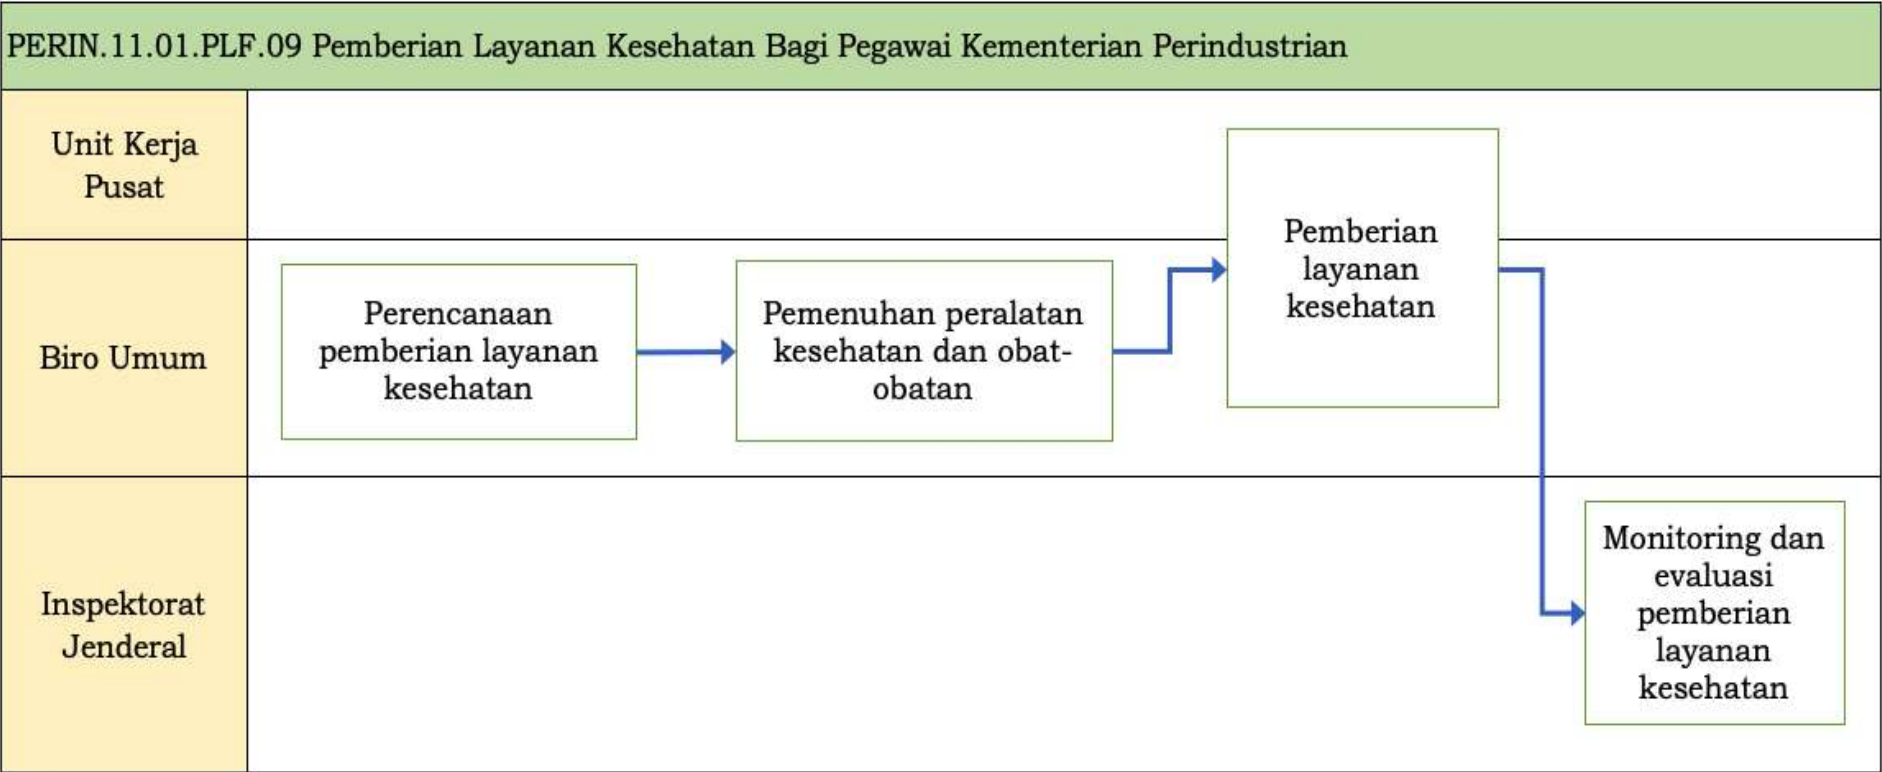 PERIN.11.01.PLF.09 Pemberian Layanan Kesehatan Bagi Pegawai Kementerian Perindustrian
Unit Kerja
Pusat
Pemberian
layanan
kesehatan
Biro Umum
Perencanaan
pemberian layanan
kesehatan
Pemenuhan peralatan
kesehatan dan obat-
obatan
Inspektorat
Jenderal
Monitoring dan
evaluasi
pemberian
layanan
kesehatan